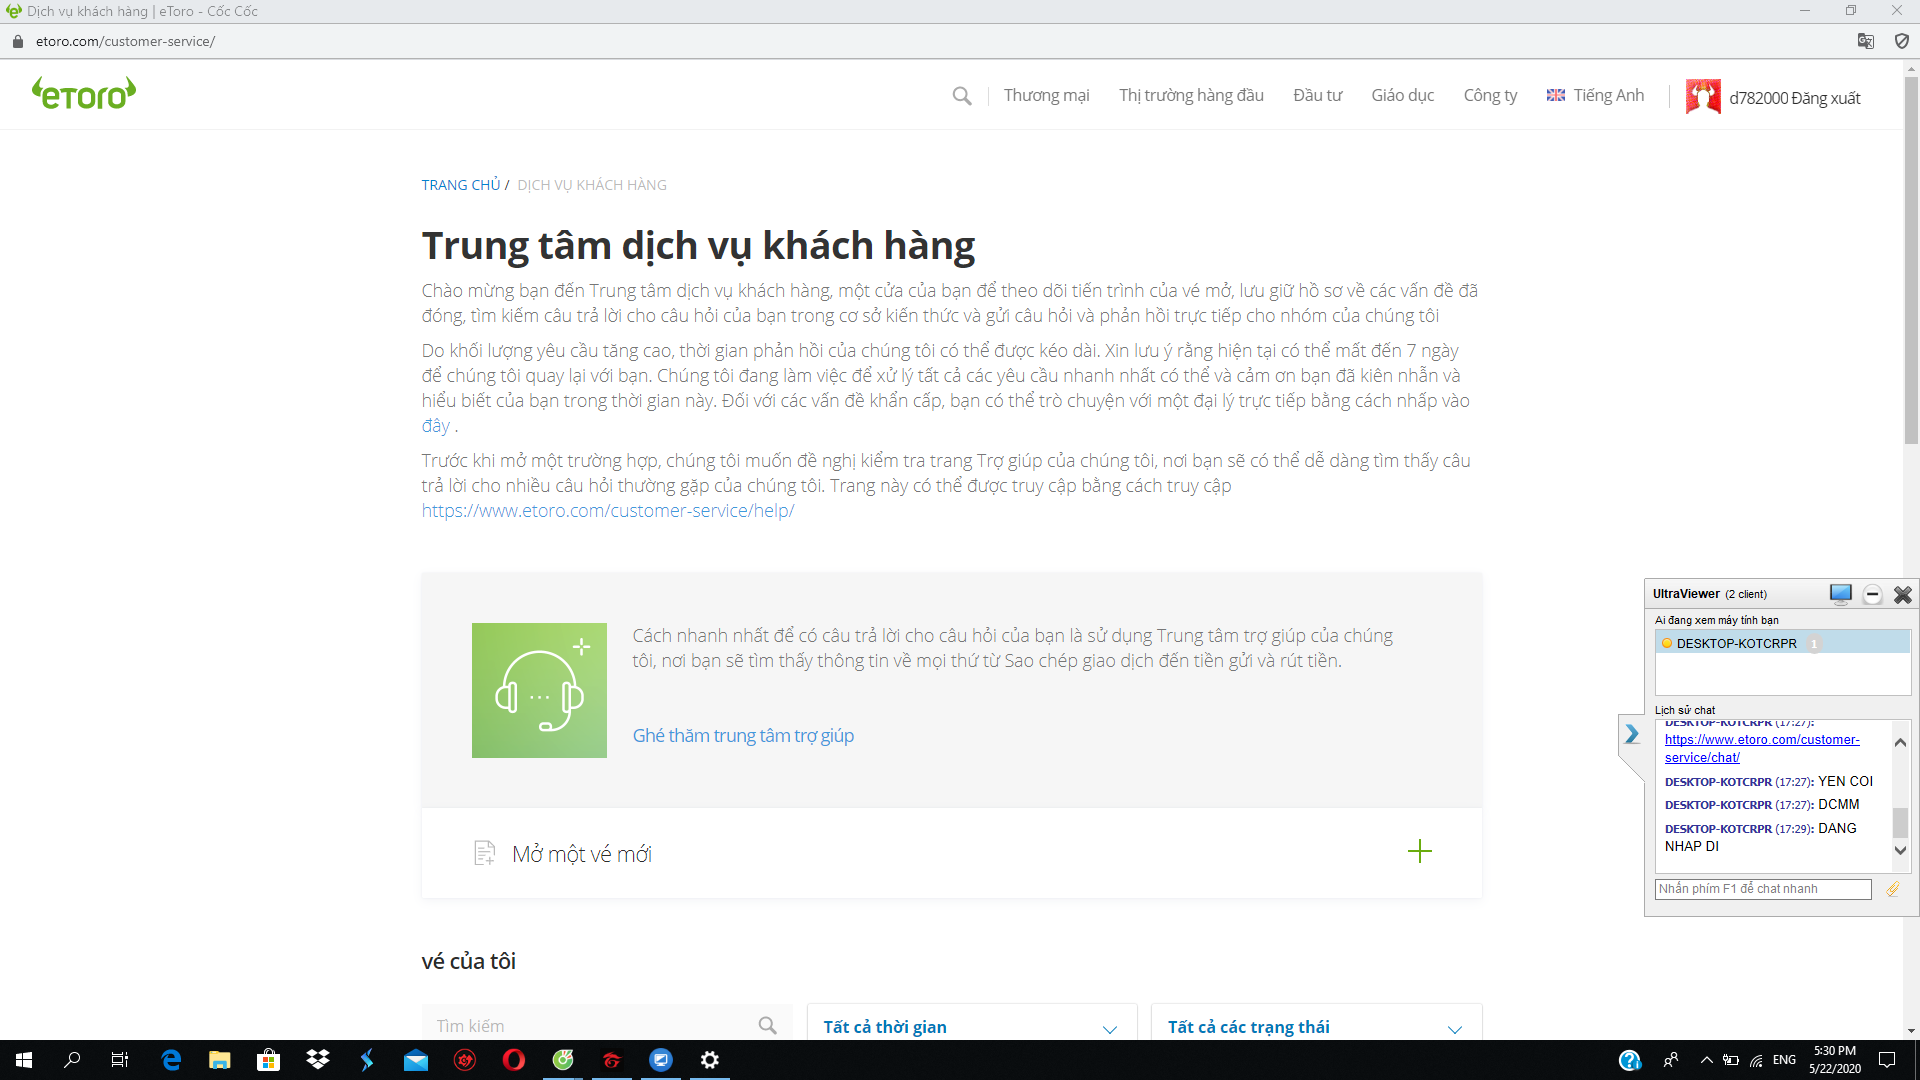 Dịch vụ khách hàng | eToro - Cốc Cốc
etoro.com/customer-service/
eToro
Thương mại
Thị trường hàng đầu
Đầu tư
Giáo dục
Công ty
Tiếng Anh
d782000 Đăng xuất
TRANG CHỦ / DỊCH VỤ KHÁCH HÀNG
Trung tâm dịch vụ khách hàng
Chào mừng bạn đến Trung tâm dịch vụ khách hàng, một cửa của bạn để theo dõi tiến trình của vé mở, lưu giữ hồ sơ về các vấn đề đã
đóng, tìm kiếm câu trả lời cho câu hỏi của bạn trong cơ sở kiến thức và gửi câu hỏi và phản hồi trực tiếp cho nhóm của chúng tôi
Do khối lượng yêu cầu tăng cao, thời gian phản hồi của chúng tôi có thể được kéo dài. Xin lưu ý rằng hiện tại có thể mất đến 7 ngày
để chúng tôi quay lại với bạn. Chúng tôi đang làm việc để xử lý tất cả các yêu cầu nhanh nhất có thể và cảm ơn bạn đã kiên nhẫn và
hiểu biết của bạn trong thời gian này. Đối với các vấn đề khẩn cấp, bạn có thể trò chuyện với một đại lý trực tiếp bằng cách nhấp vào
đây .
Trước khi mở một trường hợp, chúng tôi muốn đề nghị kiểm tra trang Trợ giúp của chúng tôi, nơi bạn sẽ có thể dễ dàng tìm thấy câu
trả lời cho nhiều câu hỏi thường gặp của chúng tôi. Trang này có thể được truy cập bằng cách truy cập
https://www.etoro.com/customer-service/help/
Cách nhanh nhất để có câu trả lời cho câu hỏi của bạn là sử dụng Trung tâm trợ giúp của chúng
tôi, nơi bạn sẽ tìm thấy thông tin về mọi thứ từ Sao chép giao dịch đến tiền gửi và rút tiền.
Ghé thăm trung tâm trợ giúp
Mở một vé mới
vé của tôi
Tìm kiếm
Tất cả thời gian
Tất cả các trạng thái
UltraViewer (2 client)
Ai đang xem máy tính bạn
DESKTOP-KOTCRPR 1
Lịch sử chat
DESKTOP-KOTCRPR (17:27):
https://www.etoro.com/customer-
service/chat/
DESKTOP-KOTCRPR (17:27): YEN COI
DESKTOP-KOTCRPR (17:27): DCMM
DESKTOP-KOTCRPR (17:29): DANG
NHAP DI
Nhấn phím F1 để chat nhanh
ENG
5:30 PM
5/22/2020